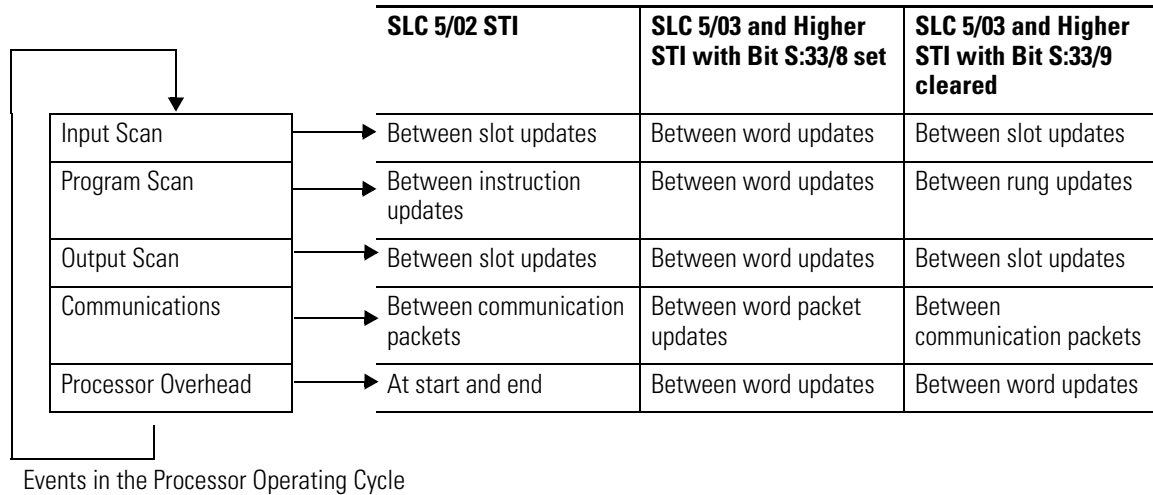 SLC 5/02 STI
SLC 5/03 and Higher
STI with Bit S:33/8 set
SLC 5/03 and Higher
STI with Bit S:33/9
cleared
Input Scan
Between slot updates
Between word updates
Between slot updates
Program Scan
Between instruction
updates
Between word updates
Between rung updates
Output Scan
Between slot updates
Between word updates
Between slot updates
Communications
Between communication
packets
Between word packet
updates
Between
communication packets
Processor Overhead
At start and end
Between word updates
Between word updates
Events in the Processor Operating Cycle